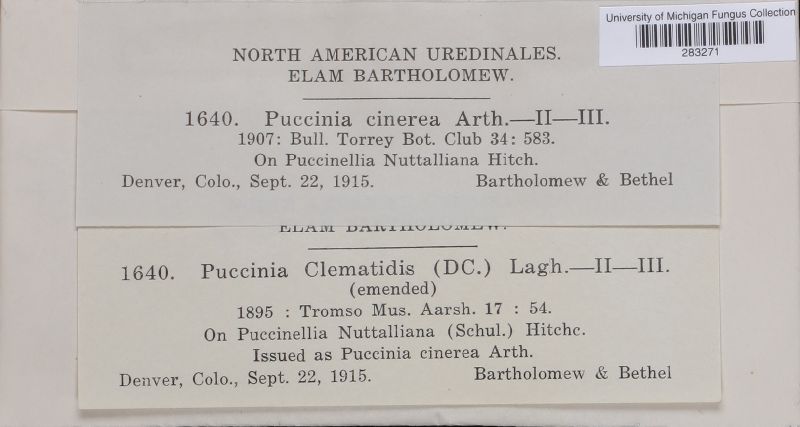 University of Michigan Fungus Collection
283271
NORTH AMERICAN UREDINALES.
ELAM BARTHOLOMEW.
1640. Puccinia cinerea Arth.—II—III.
1907: Bull. Torrey Bot. Club 34: 583.
On Puccinellia Nuttalliana Hitch.
Denver, Colo., Sept. 22, 1915. Bartholomew & Bethel
ELAM BARTHOLOMEW.
1640. Puccinia Clematidis (DC.) Lagh.—II—III.
(emended)
1895 : Tromso Mus. Aarsh. 17 : 54.
On Puccinellia Nuttalliana (Schul.) Hitchc.
Issued as Puccinia cinerea Arth.
Denver, Colo., Sept. 22, 1915. Bartholomew & Bethel